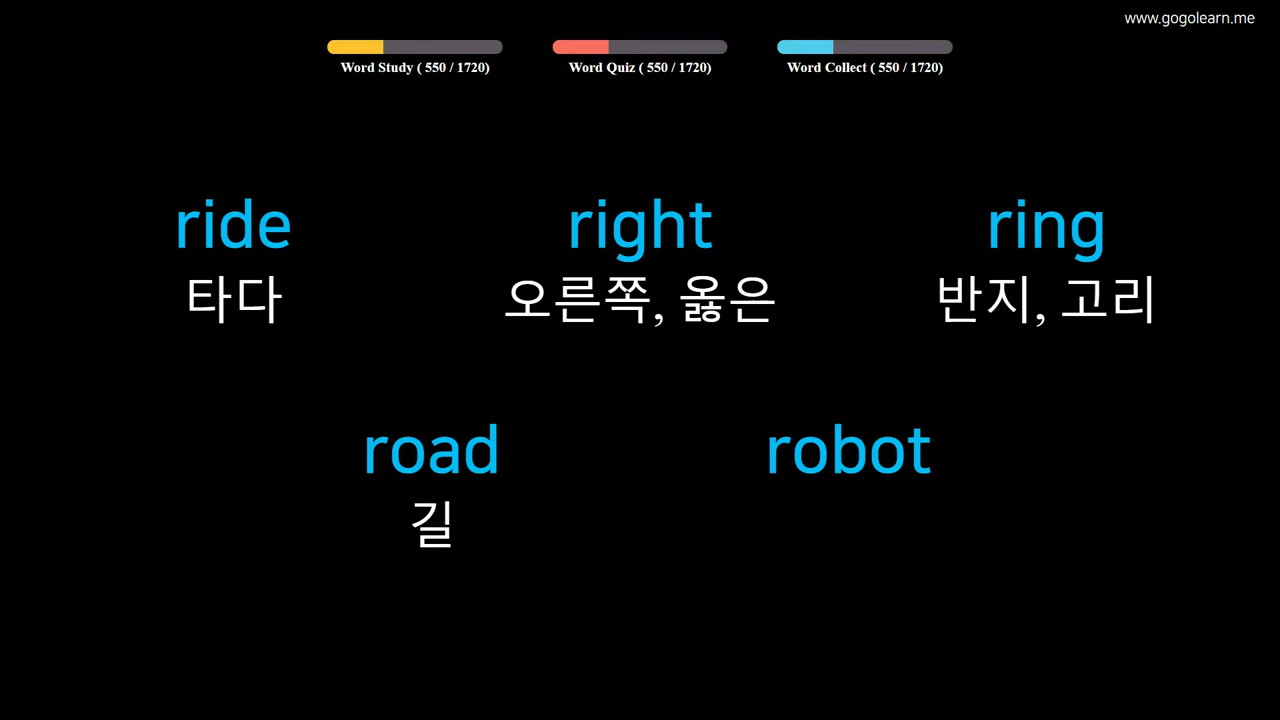 www.gogolearn.me
Word Study ( 550 / 1720)
Word Quiz ( 550 / 1720)
Word Collect ( 550 / 1720)
ride
타다
right
오른쪽, 옳은
ring
반지, 고리
road
길
robot